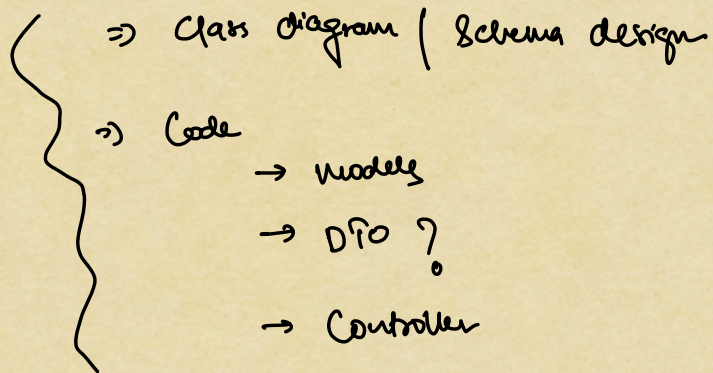 => Class diagram | Schema design
=> Code
→ models
→ DTO ?
→ Controller